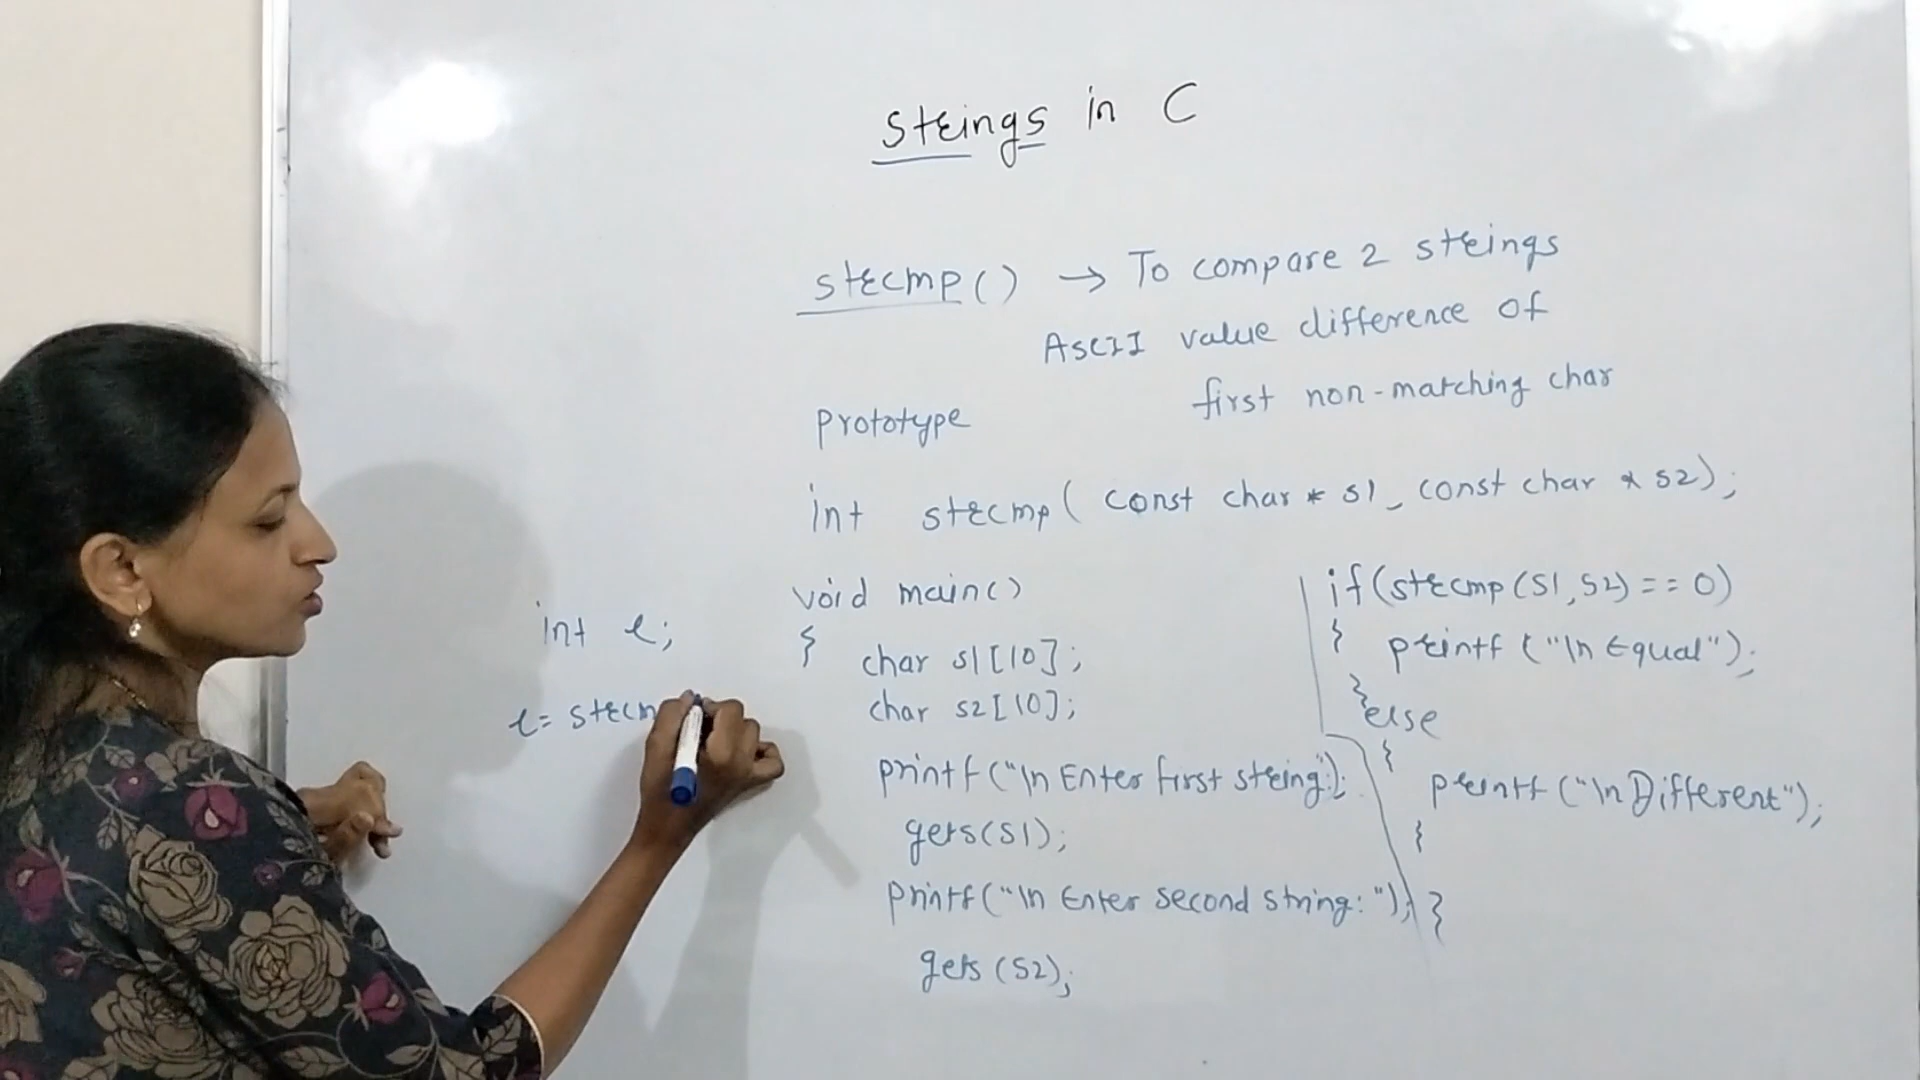 Strings in C
strcmp() → To compare 2 strings
ASCII value difference of
first non-matching char
Prototype
int strcmp( const char * s1, const char * s2);
void main()
{
char s1[10];
char s2[10];
printf("\n Enter first string:");
gets(s1);
printf("\n Enter second string: ");
gets(s2);
if(strcmp(s1,s2) == 0)
{ printf("\n Equal");
}
else
{
printf("\n Different");
{
}
int r;
r= strcm